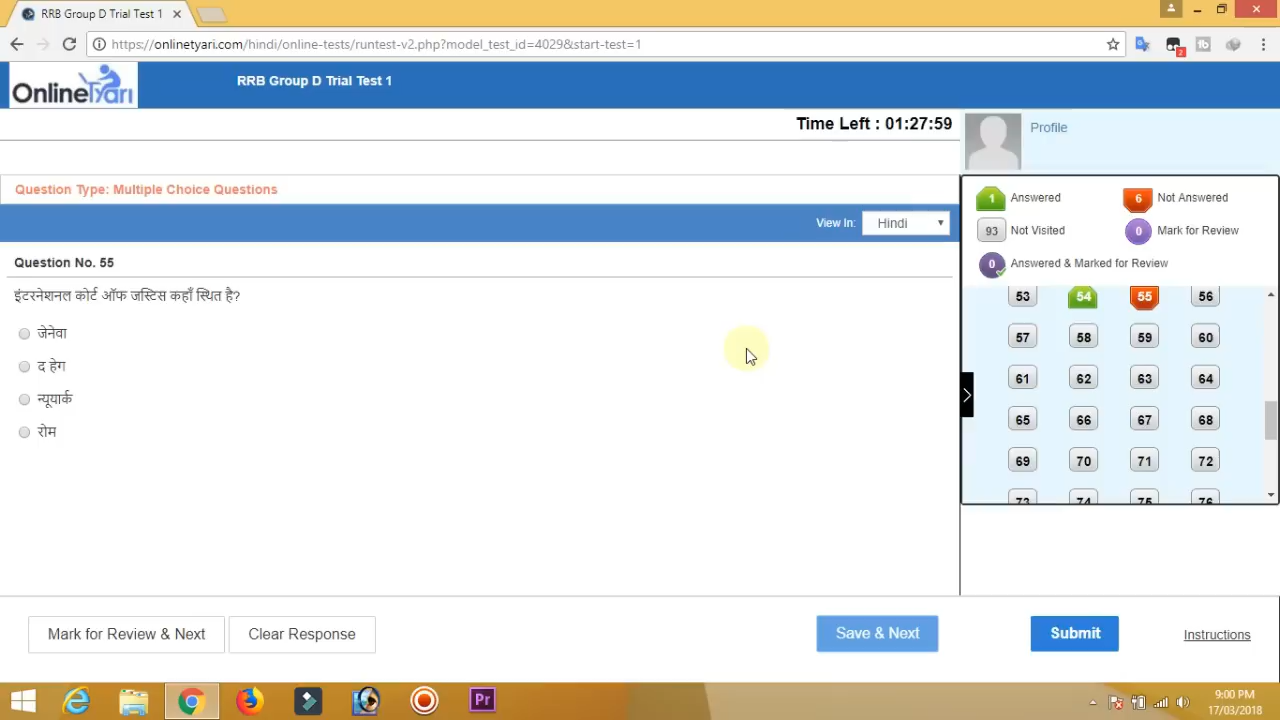 RRB Group D Trial Test 1
https://onlinetyari.com/hindi/online-tests/runtest-v2.php?model_test_id=4029&start-test=1
OnlineTyari
RRB Group D Trial Test 1
Time Left : 01:27:59
Profile
Question Type: Multiple Choice Questions
1 Answered
6 Not Answered
View In: Hindi
93 Not Visited
0 Mark for Review
Question No. 55
0 Answered & Marked for Review
इंटरनेशनल कोर्ट ऑफ जस्टिस कहाँ स्थित है?
जेनेवा
द हेग
न्यूयार्क
रोम
53 54 55 56
57 58 59 60
61 62 63 64
65 66 67 68
69 70 71 72
73 74 75 76
Mark for Review & Next
Clear Response
Save & Next
Submit
Instructions
Pr
9:00 PM
17/03/2018